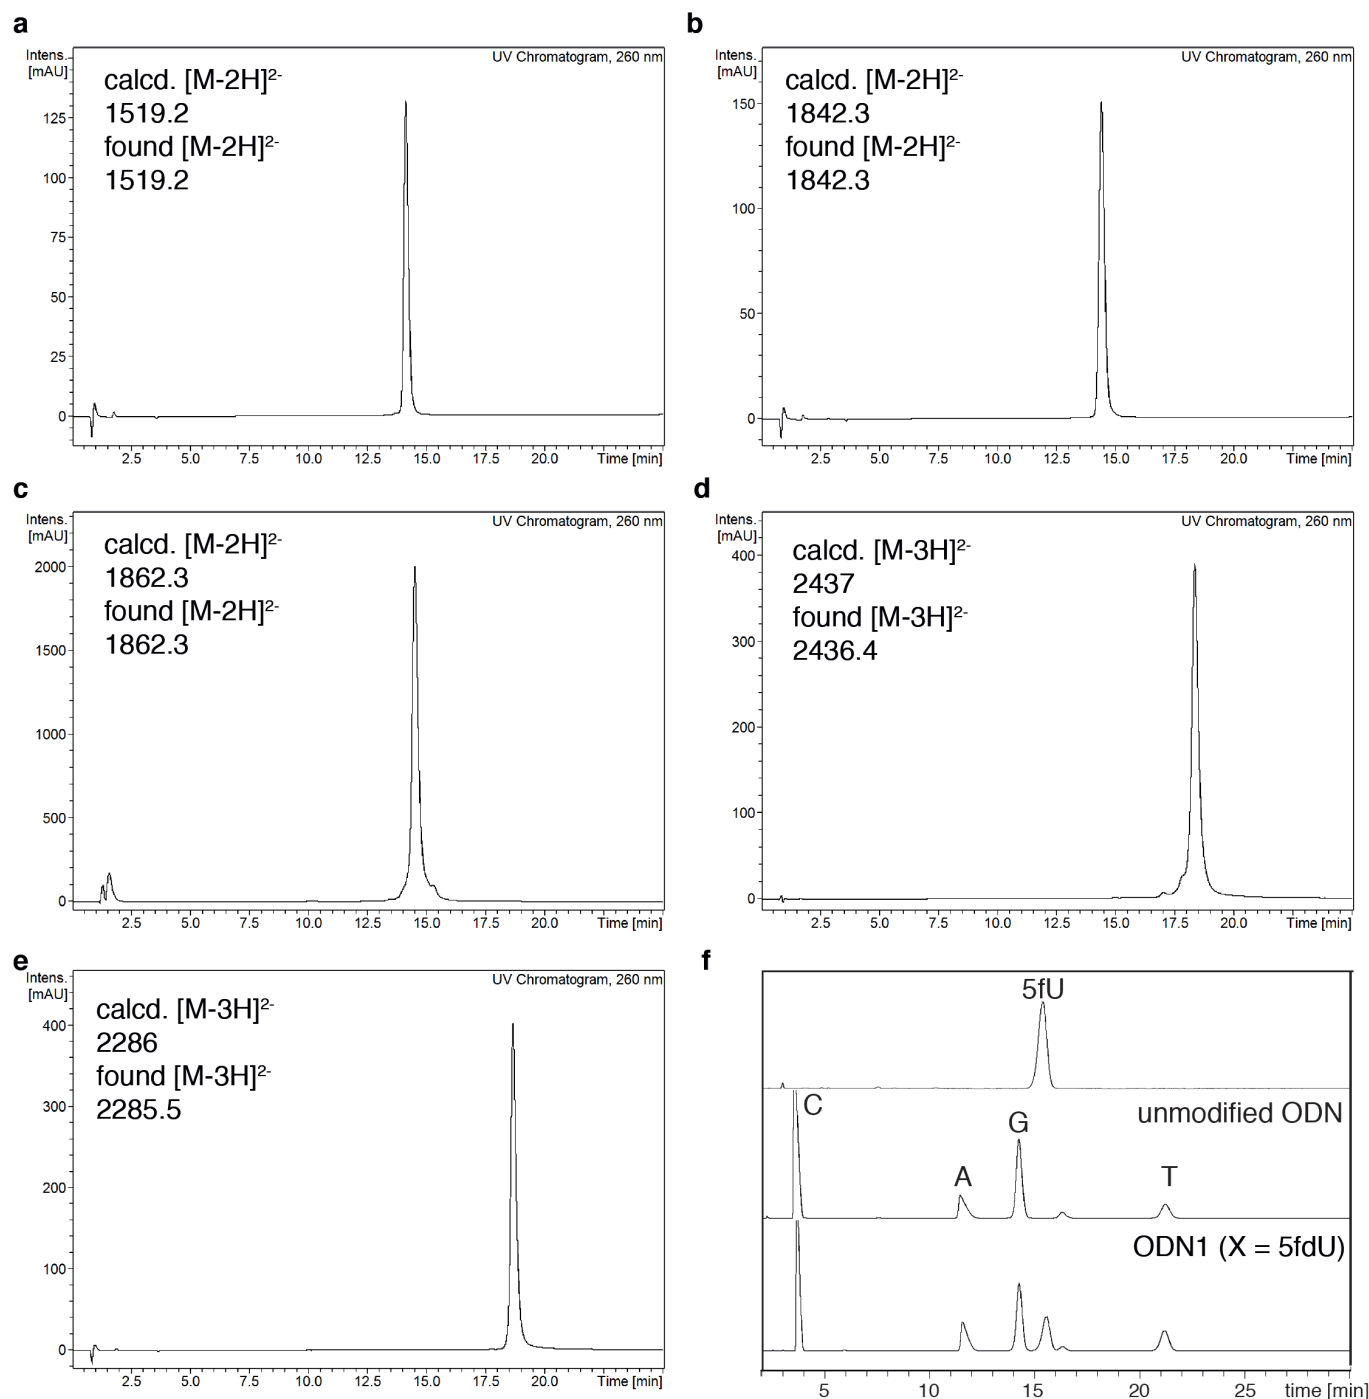 a
Intens.
[mAU]
UV Chromatogram, 260 nm
calcd. [M-2H]2-
1519.2
found [M-2H]2-
1519.2
125
100
75
50
25
0
2.5 5.0 7.5 10.0 12.5 15.0 17.5 20.0 Time [min]
b
Intens.
[mAU]
UV Chromatogram, 260 nm
calcd. [M-2H]2-
1842.3
found [M-2H]2-
1842.3
150
100
50
0
2.5 5.0 7.5 10.0 12.5 15.0 17.5 20.0 Time [min]
c
Intens.
[mAU]
UV Chromatogram, 260 nm
calcd. [M-2H]2-
1862.3
found [M-2H]2-
1862.3
2000
1500
1000
500
0
2.5 5.0 7.5 10.0 12.5 15.0 17.5 20.0 Time [min]
d
Intens.
[mAU]
UV Chromatogram, 260 nm
calcd. [M-3H]2-
2437
found [M-3H]2-
2436.4
400
300
200
100
0
2.5 5.0 7.5 10.0 12.5 15.0 17.5 20.0 Time [min]
e
Intens.
[mAU]
UV Chromatogram, 260 nm
calcd. [M-3H]2-
2286
found [M-3H]2-
2285.5
400
300
200
100
0
2.5 5.0 7.5 10.0 12.5 15.0 17.5 20.0 Time [min]
f
5fU
C
unmodified ODN
G
A
T
ODN1 (X = 5fdU)
5 10 15 20 25 time [min]